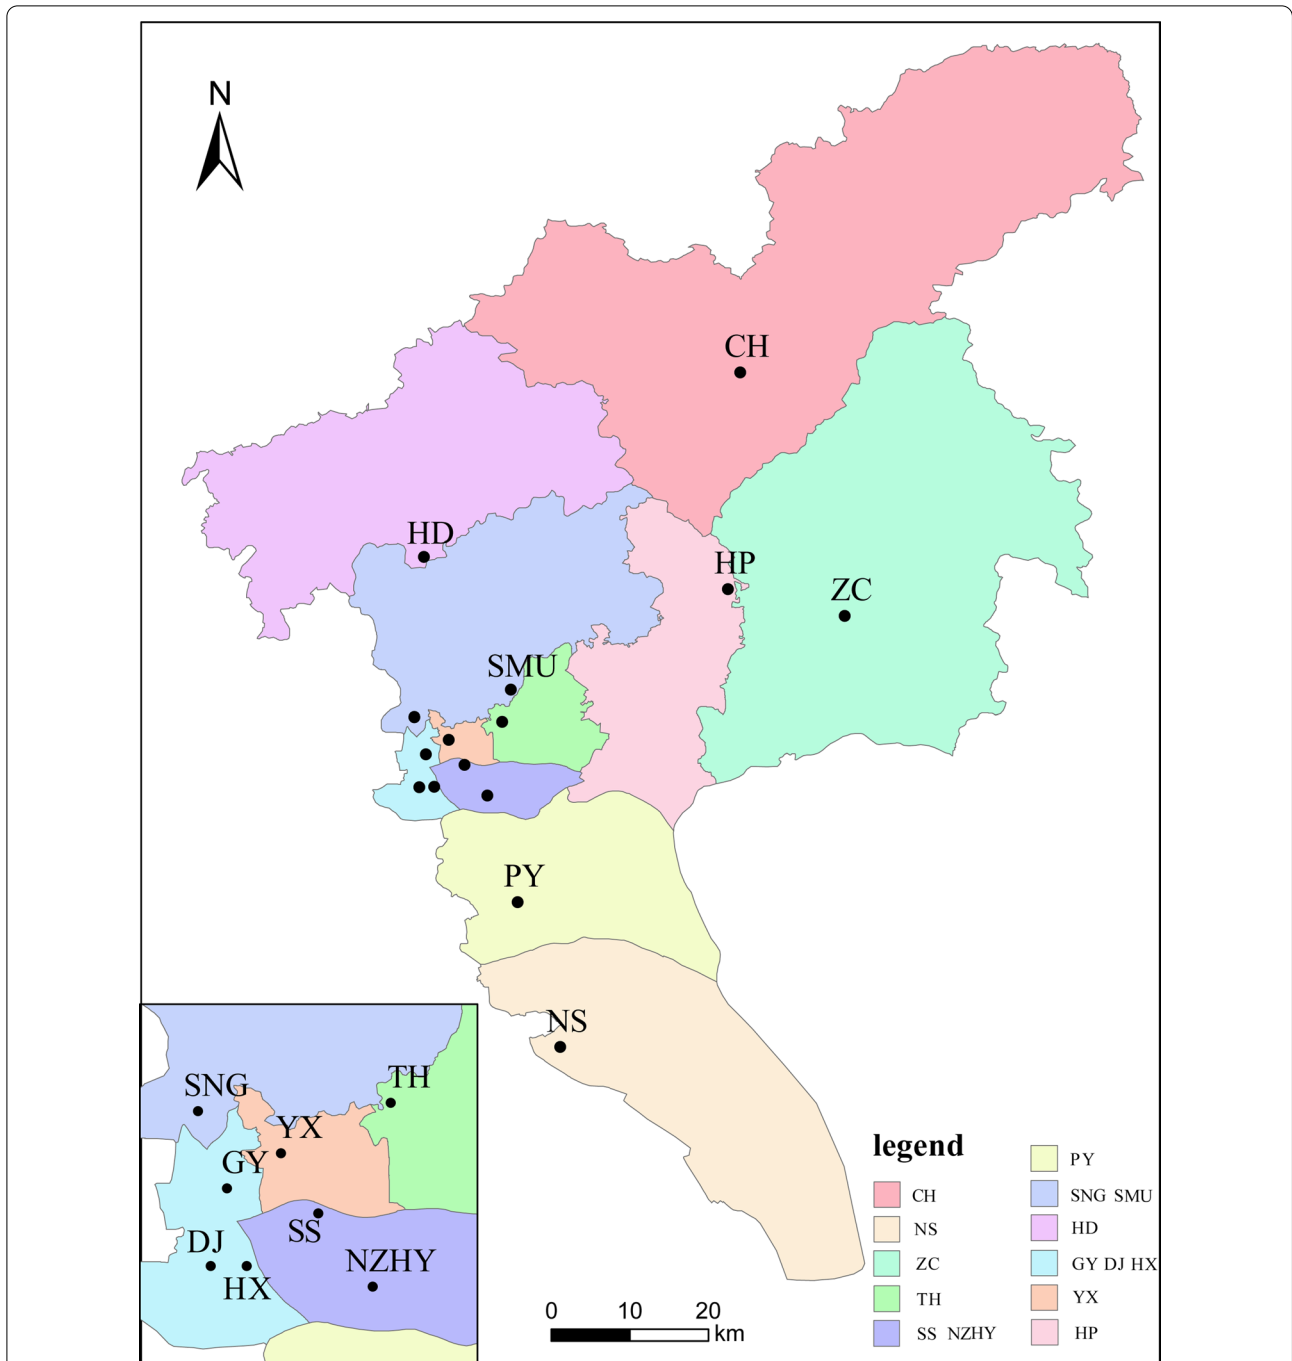 N
CH
HD
HP
ZC
SMU
PY
NS
SNG
TH
YX
GY
SS
DJ
HX
NZHY
0 10 20
km
legend
CH
NS
ZC
TH
SS NZHY
PY
SNG SMU
HD
GY DJ HX
YX
HP